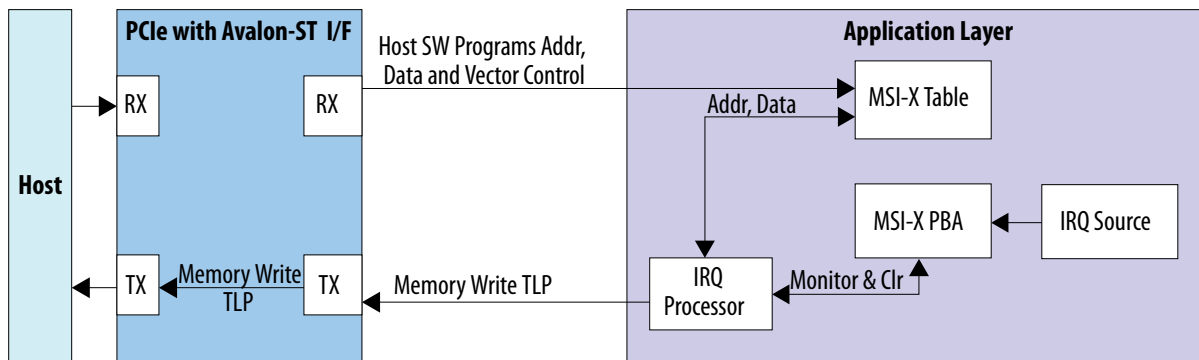 PCIe with Avalon-ST I/F
Application Layer
Host SW Programs Addr,
Data and Vector Control
RX
RX
MSI-X Table
Addr, Data
Host
MSI-X PBA
IRQ Source
TX
Memory Write
TLP
TX
Memory Write TLP
IRQ
Processor
Monitor & Clr